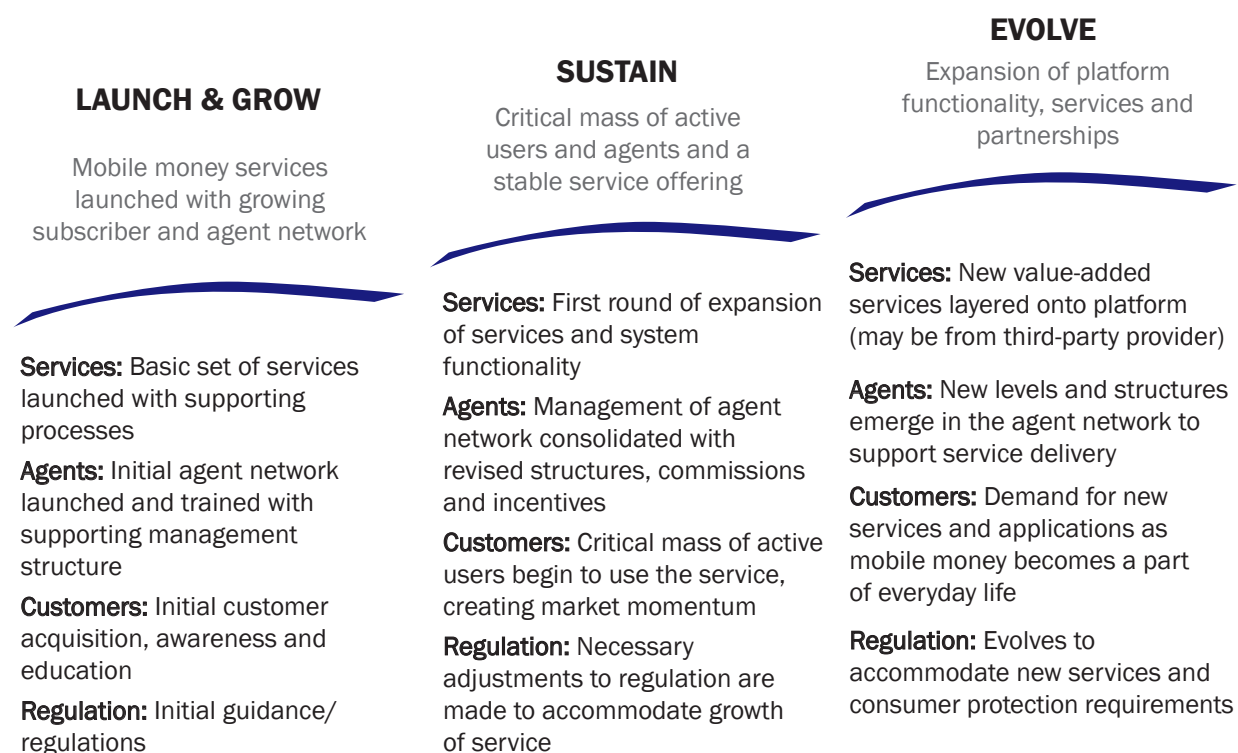 LAUNCH & GROW
Mobile money services
launched with growing
subscriber and agent network
Services: Basic set of services
launched with supporting
processes
Agents: Initial agent network
launched and trained with
supporting management
structure
Customers: Initial customer
acquisition, awareness and
education
Regulation: Initial guidance/
regulations
SUSTAIN
Critical mass of active
users and agents and a
stable service offering
Services: First round of expansion
of services and system
functionality
Agents: Management of agent
network consolidated with
revised structures, commissions
and incentives
Customers: Critical mass of active
users begin to use the service,
creating market momentum
Regulation: Necessary
adjustments to regulation are
made to accommodate growth
of service
EVOLVE
Expansion of platform
functionality, services and
partnerships
Services: New value-added
services layered onto platform
(may be from third-party provider)
Agents: New levels and structures
emerge in the agent network to
support service delivery
Customers: Demand for new
services and applications as
mobile money becomes a part
of everyday life
Regulation: Evolves to
accommodate new services and
consumer protection requirements